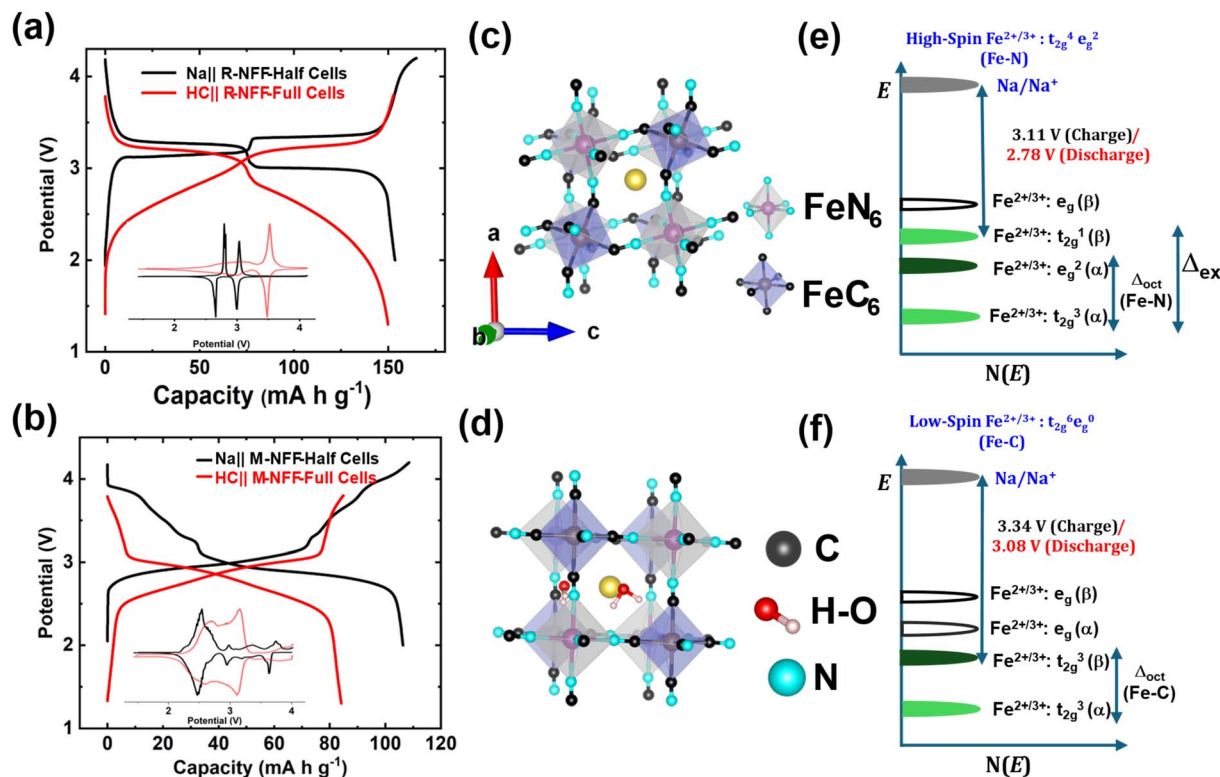 (a)
Na|| R-NFF-Half Cells
HC|| R-NFF-Full Cells
Potential (V)
4
3
2
1
2 3 4
Potential (V)
0 50 100 150
Capacity (mA h g⁻¹)
(b)
Na|| M-NFF-Half Cells
HC|| M-NFF-Full Cells
Potential (V)
4
3
2
1
2 3 4
Potential (V)
0 20 40 60 80 100 120
Capacity (mA h g⁻¹)
(c)
FeN₆
FeC₆
a
b
c
(d)
C
H-O
N
(e)
High-Spin Fe²⁺/³⁺ : t₂g⁴ eg²
(Fe-N)
E
Na/Na⁺
3.11 V (Charge)/
2.78 V (Discharge)
Fe²⁺/³⁺: eg (β)
Fe²⁺/³⁺: t₂g¹ (β)
Fe²⁺/³⁺: eg² (α)
Fe²⁺/³⁺: t₂g³ (α)
Δoct
(Fe-N)
Δex
N(E)
(f)
Low-Spin Fe²⁺/³⁺ : t₂g⁶eg⁰
(Fe-C)
E
Na/Na⁺
3.34 V (Charge)/
3.08 V (Discharge)
Fe²⁺/³⁺: eg (β)
Fe²⁺/³⁺: eg (α)
Fe²⁺/³⁺: t₂g³ (β)
Fe²⁺/³⁺: t₂g³ (α)
Δoct
(Fe-C)
N(E)